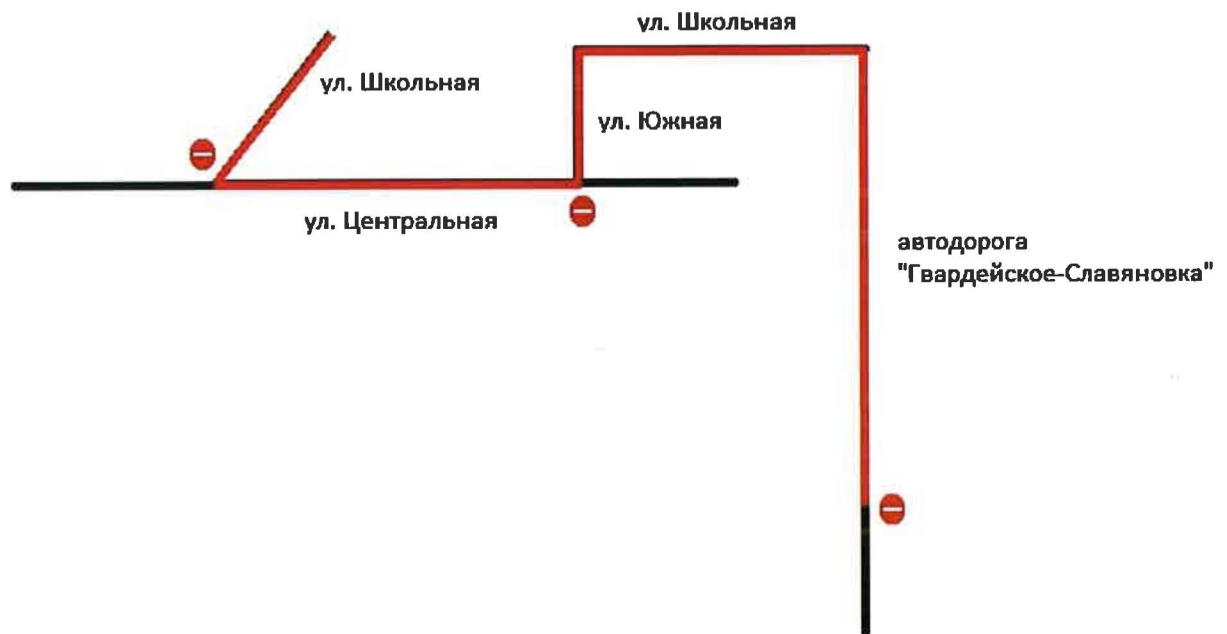 ул. Школьная
ул. Школьная
ул. Южная
ул. Центральная
автодорога
"Гвардейское-Славяновка"